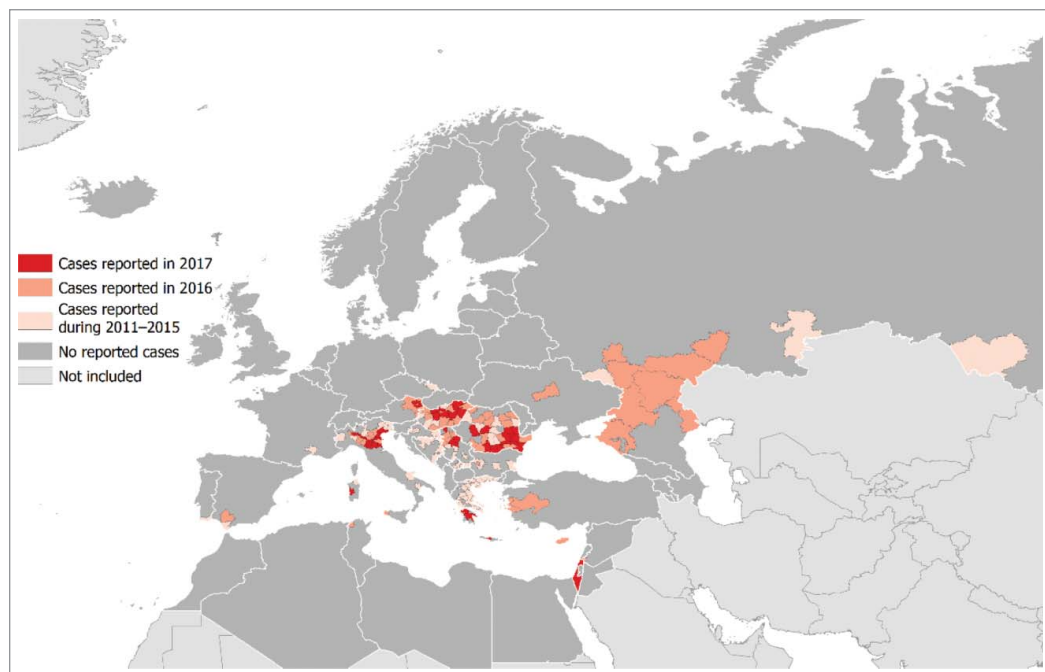 Cases reported in 2017
Cases reported in 2016
Cases reported
during 2011–2015
No reported cases
Not included